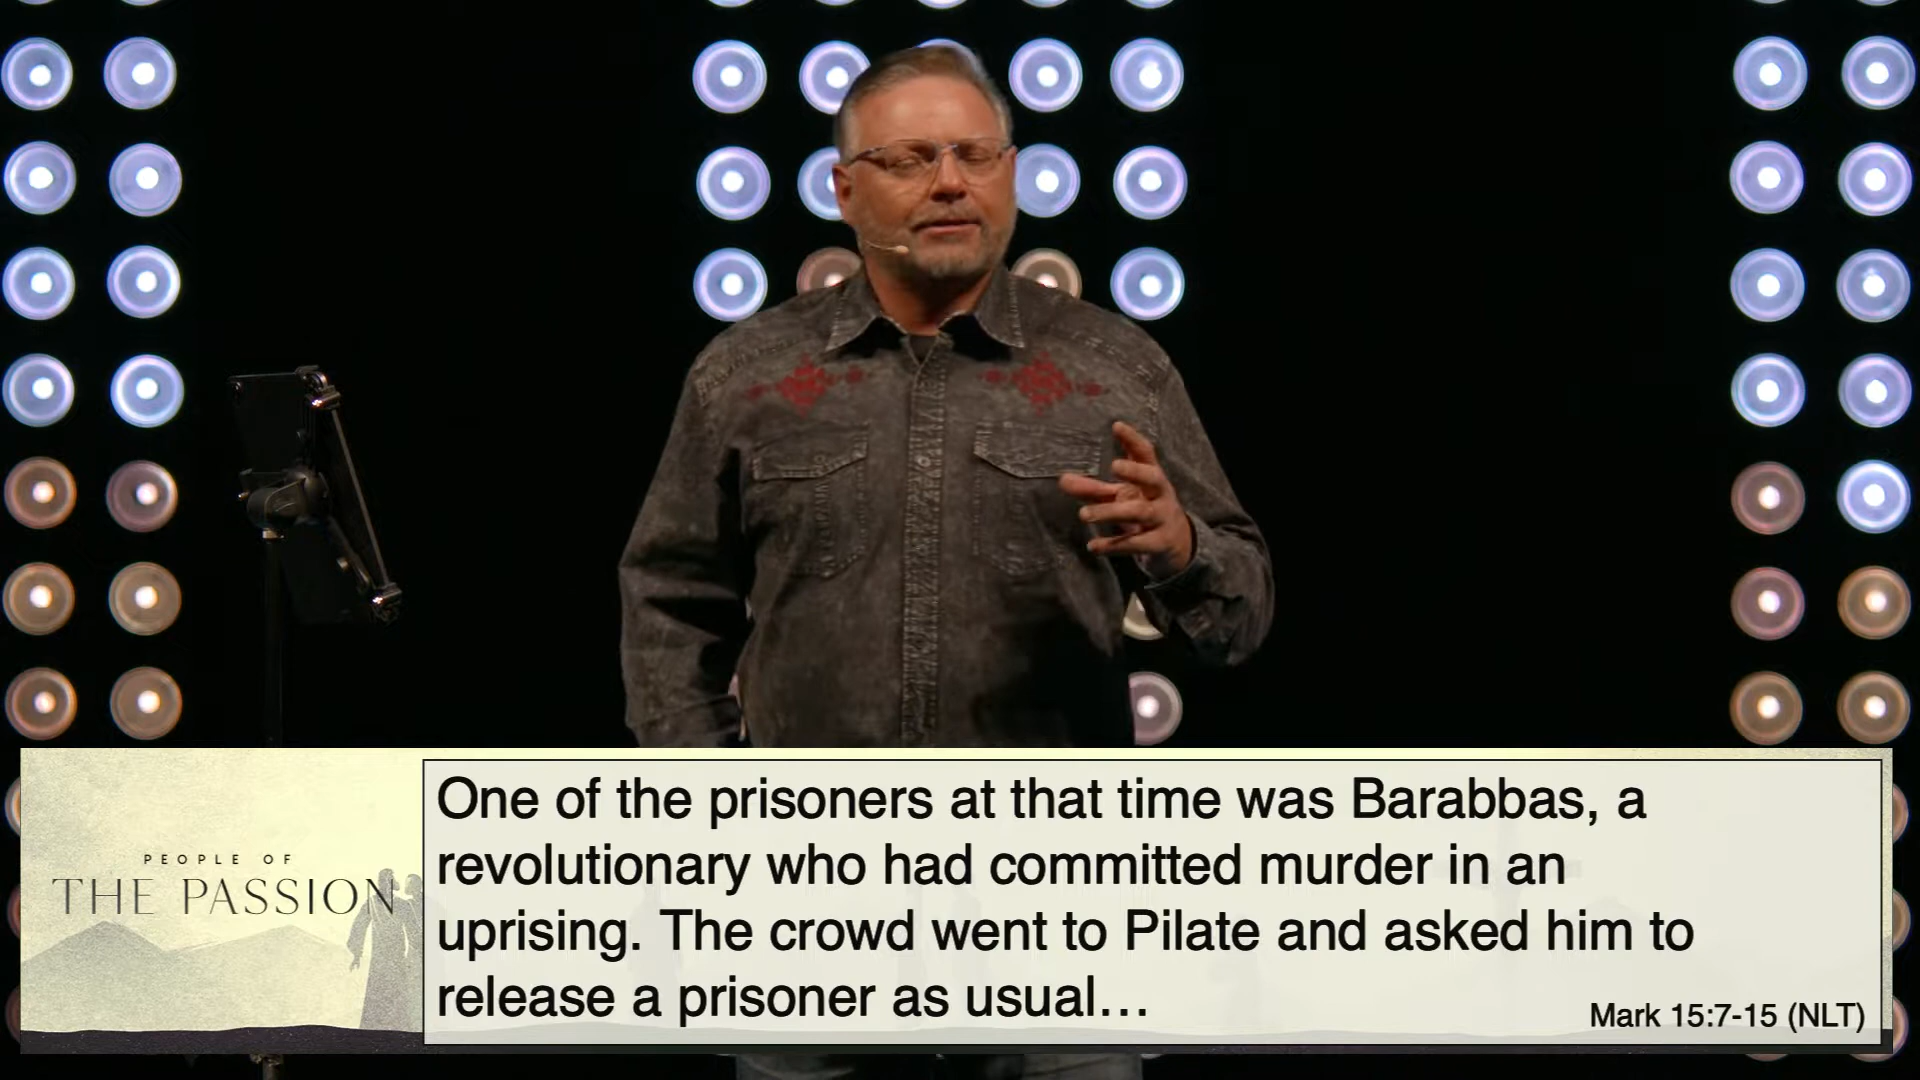 PEOPLE OF
THE PASSION
One of the prisoners at that time was Barabbas, a
revolutionary who had committed murder in an
uprising. The crowd went to Pilate and asked him to
release a prisoner as usual…
Mark 15:7-15 (NLT)